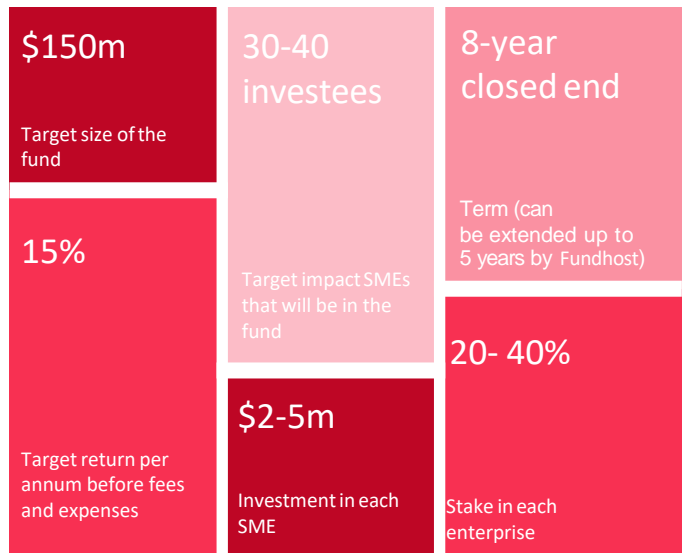 $150m
Target size of the
fund
15%
Target return per
annum before fees
and expenses
30-40
investees
Target impact SMEs
that will be in the
fund
$2-5m
Investment in each
SME
8-year
closed end
Term (can
be extended up to
5 years by Fundhost)
20- 40%
Stake in each
enterprise